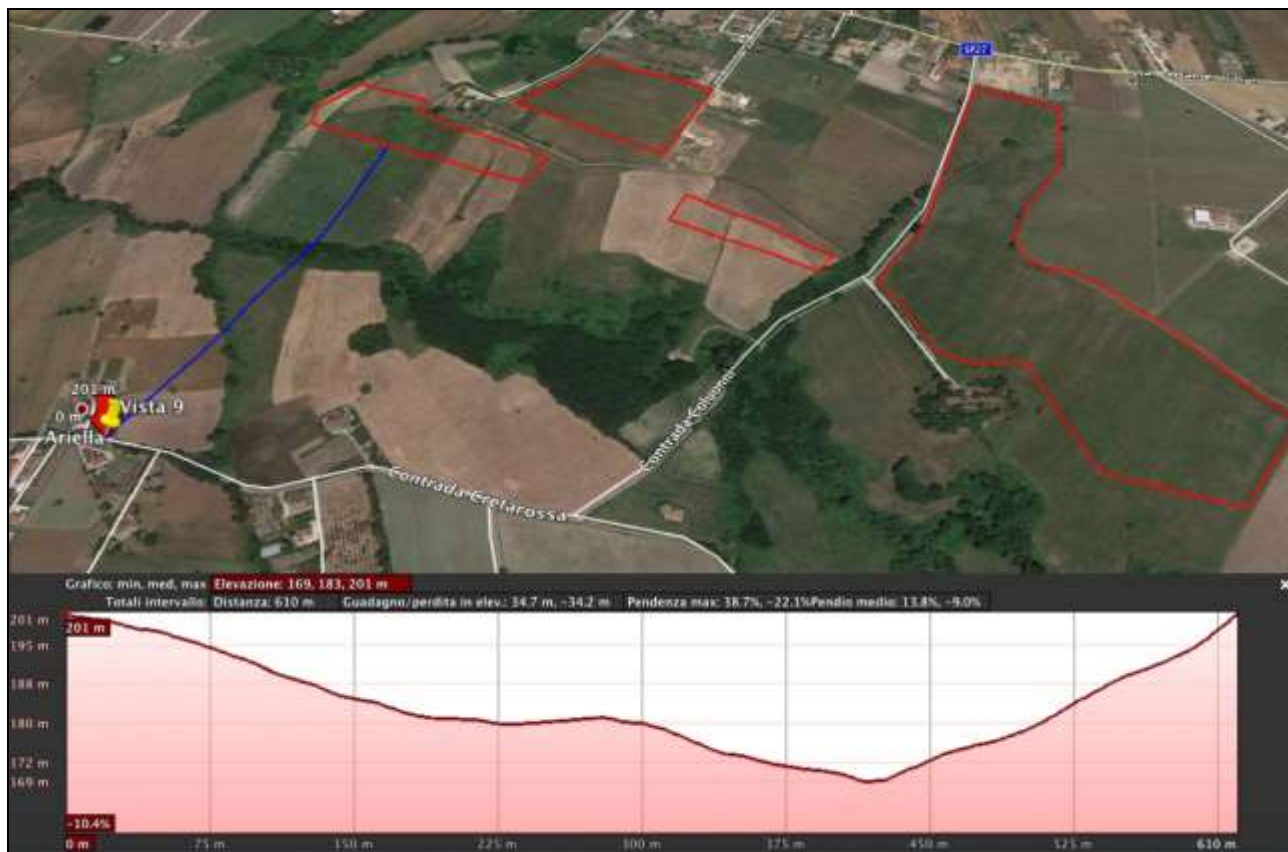 SP27
201 m
0 m
Vista 9
Ariella
Contrada Coluonni
Contrada Cretarossa
Grafico: min, med, max Elevazione: 169, 183, 201 m
Totali intervallo: Distanza: 610 m Guadagno/perdita in elev.: 34.7 m, -34.2 m Pendenza max: 38.7%, -22.1% Pendio medio: 13.8%, -9.0%
201 m
201 m
195 m
188 m
180 m
172 m
169 m
-10.4%
0 m 75 m 150 m 225 m 300 m 375 m 450 m 525 m 610 m